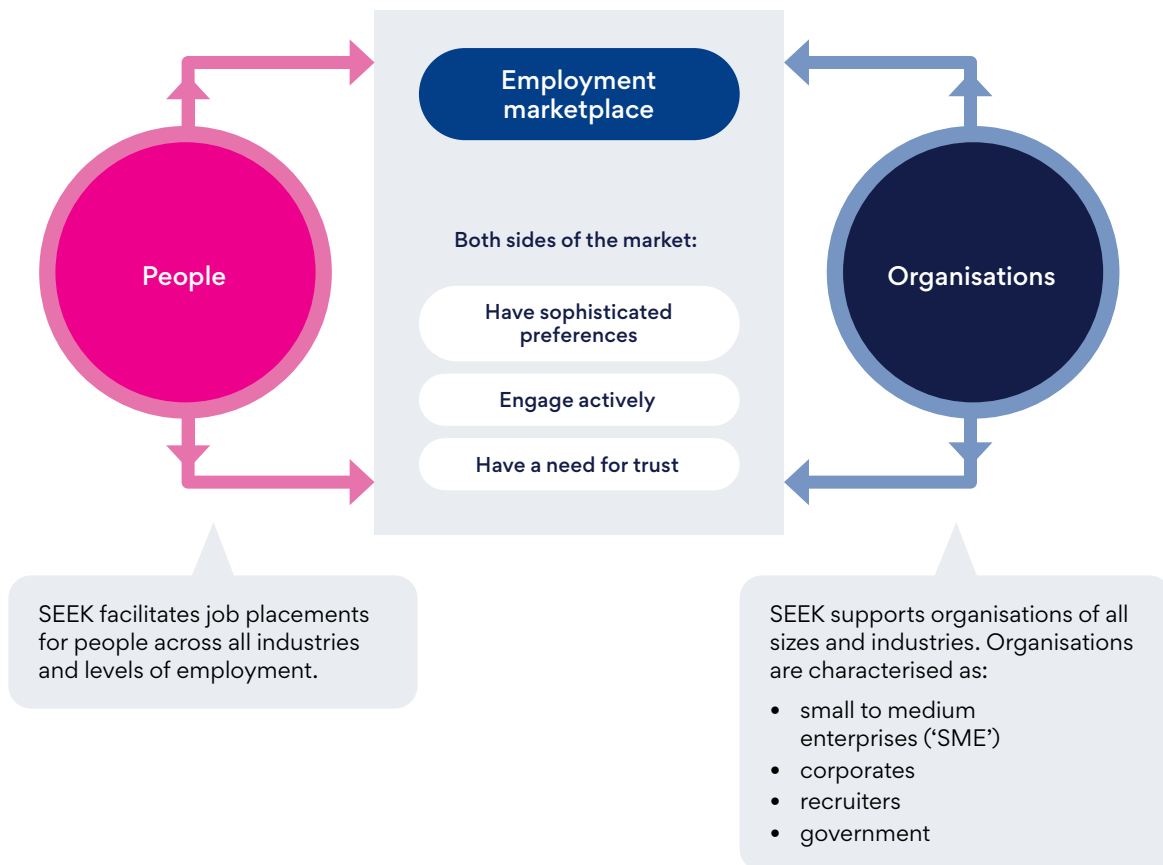 Employment
marketplace
Both sides of the market:
People
Organisations
Have sophisticated
preferences
Engage actively
Have a need for trust
SEEK facilitates job placements
for people across all industries
and levels of employment.
SEEK supports organisations of all
sizes and industries. Organisations
are characterised as:
• small to medium
enterprises (‘SME’)
• corporates
• recruiters
• government